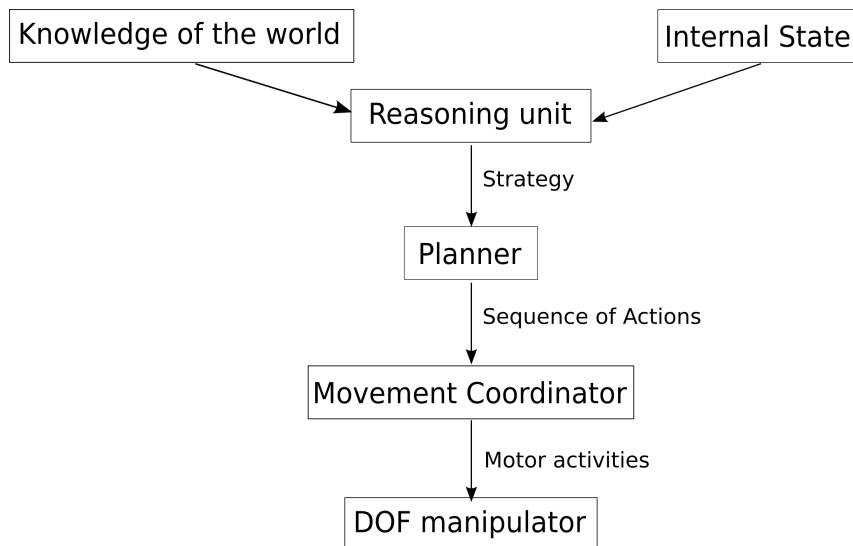 Knowledge of the world
Internal State
Reasoning unit
Strategy
Planner
Sequence of Actions
Movement Coordinator
Motor activities
DOF manipulator